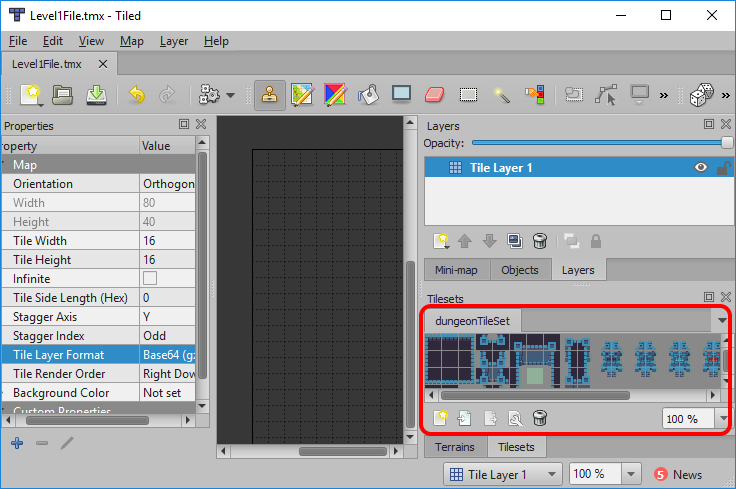 Level1File.tmx - Tiled
File Edit View Map Layer Help
Level1File.tmx
Properties
roperty Value
Map
Orientation Orthogon
Width 80
Height 40
Tile Width 16
Tile Height 16
Infinite
Tile Side Length (Hex) 0
Stagger Axis Y
Stagger Index Odd
Tile Layer Format Base64 (gz
Tile Render Order Right Dow
Background Color Not set
Custom Properties
Layers
Opacity:
Tile Layer 1
Mini-map Objects Layers
Tilesets
dungeonTileSet
100 %
Terrains Tilesets
Tile Layer 1 100 % 5 News